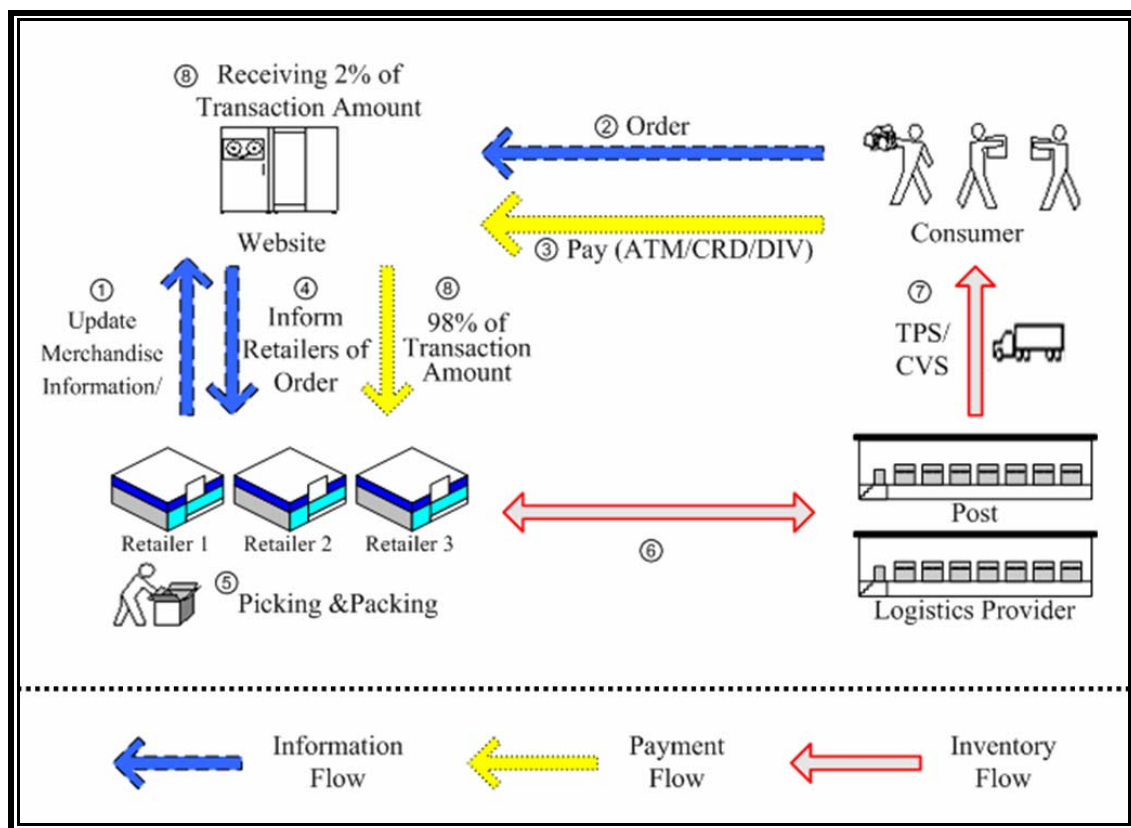 ⑧ Receiving 2% of
Transaction Amount
Website
② Order
③ Pay (ATM/CRD/DIV)
Consumer
①
Update
Merchandise
Information/
④
Inform
Retailers of
Order
⑧
98% of
Transaction
Amount
⑦
TPS/
CVS
Retailer 1
Retailer 2
Retailer 3
⑤ Picking &Packing
⑥
Post
Logistics Provider
Information
Flow
Payment
Flow
Inventory
Flow